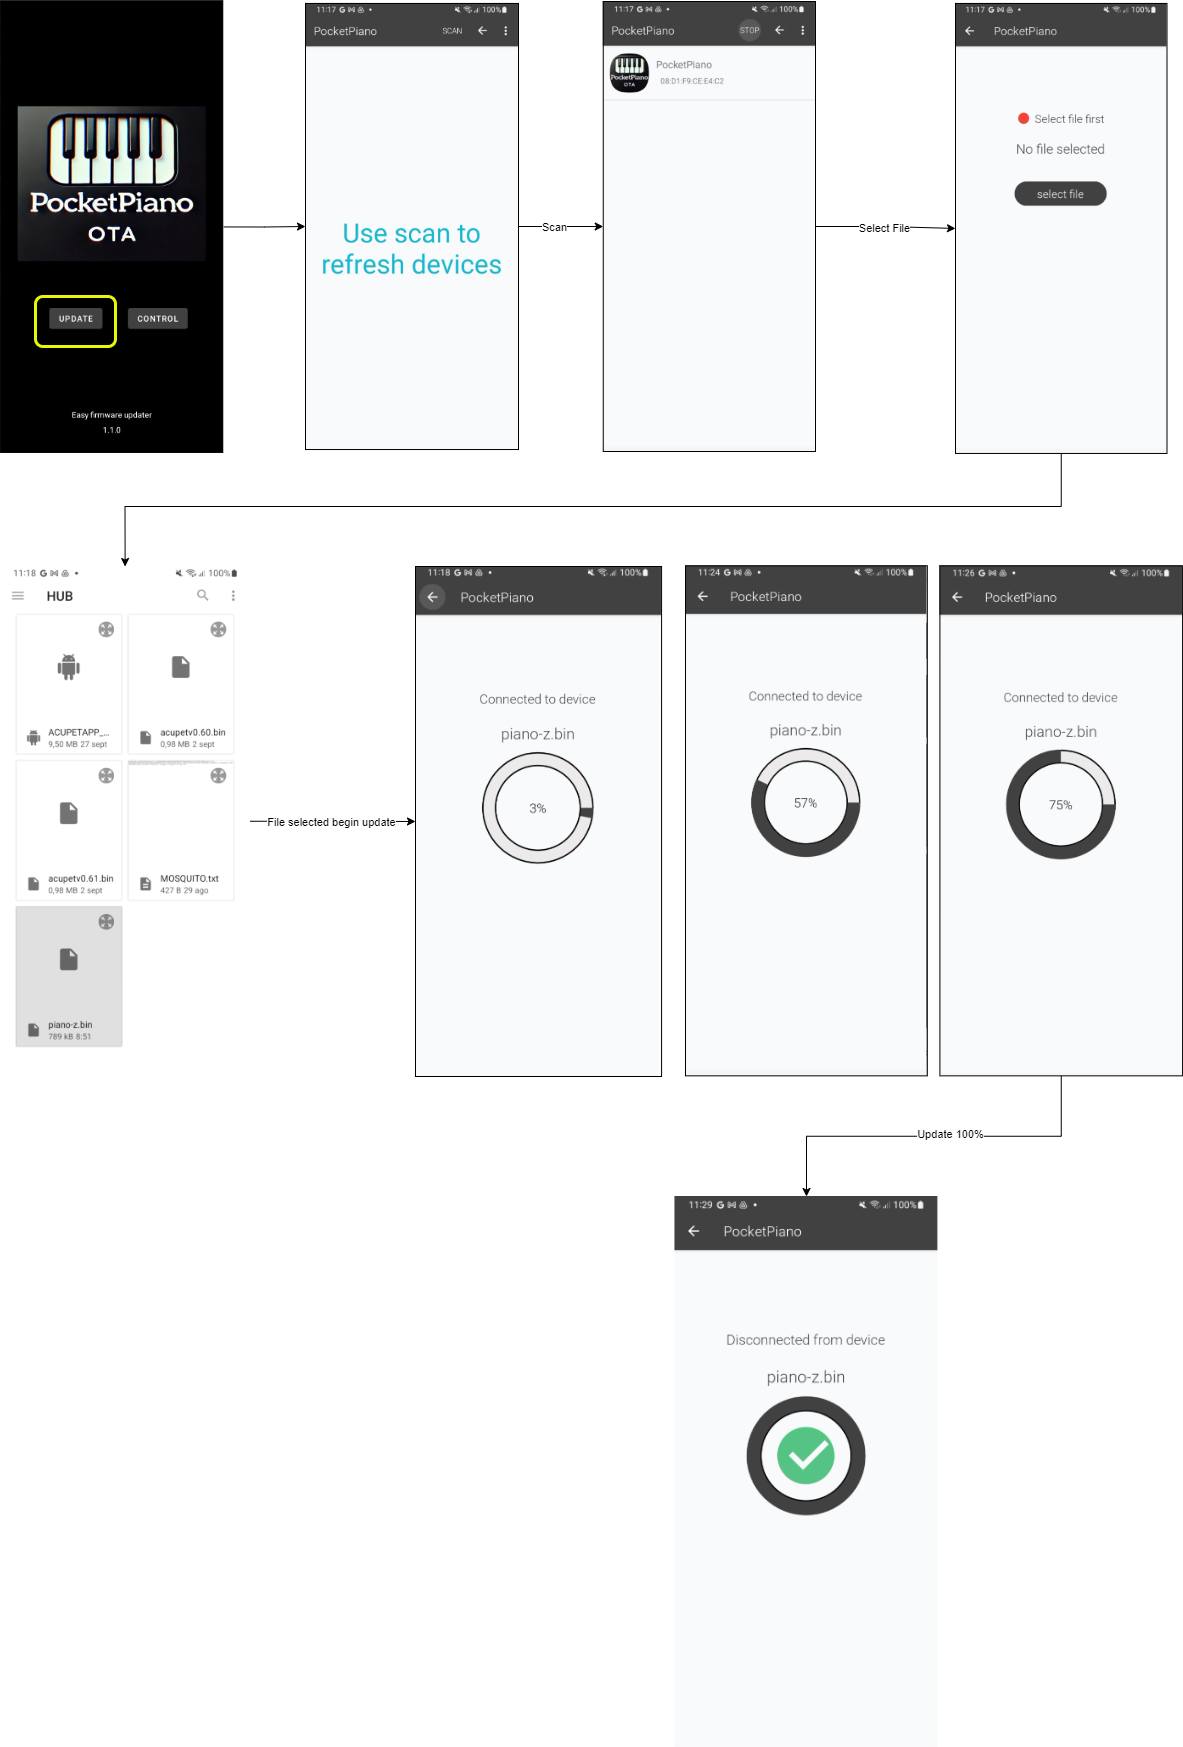 PocketPiano
OTA
UPDATE
CONTROL
Easy firmware updater
1.1.0
11:17
100%
PocketPiano
SCAN
Use scan to
refresh devices
Scan
11:17
100%
PocketPiano
STOP
PocketPiano
OTA
PocketPiano
08:D1:F9:CE:E4:C2
Select File
11:17
100%
PocketPiano
Select file first
No file selected
select file
11:18
100%
HUB
ACUPETAPP_...
9,50 MB 27 sept
acupetv0.60.bin
0,98 MB 2 sept
acupetv0.61.bin
0,98 MB 2 sept
MOSQUITO.txt
427 B 29 ago
piano-z.bin
789 kB 8:51
File selected begin update
11:18
100%
PocketPiano
Connected to device
piano-z.bin
3%
11:24
100%
PocketPiano
Connected to device
piano-z.bin
57%
11:26
100%
PocketPiano
Connected to device
piano-z.bin
75%
Update 100%
11:29
100%
PocketPiano
Disconnected from device
piano-z.bin